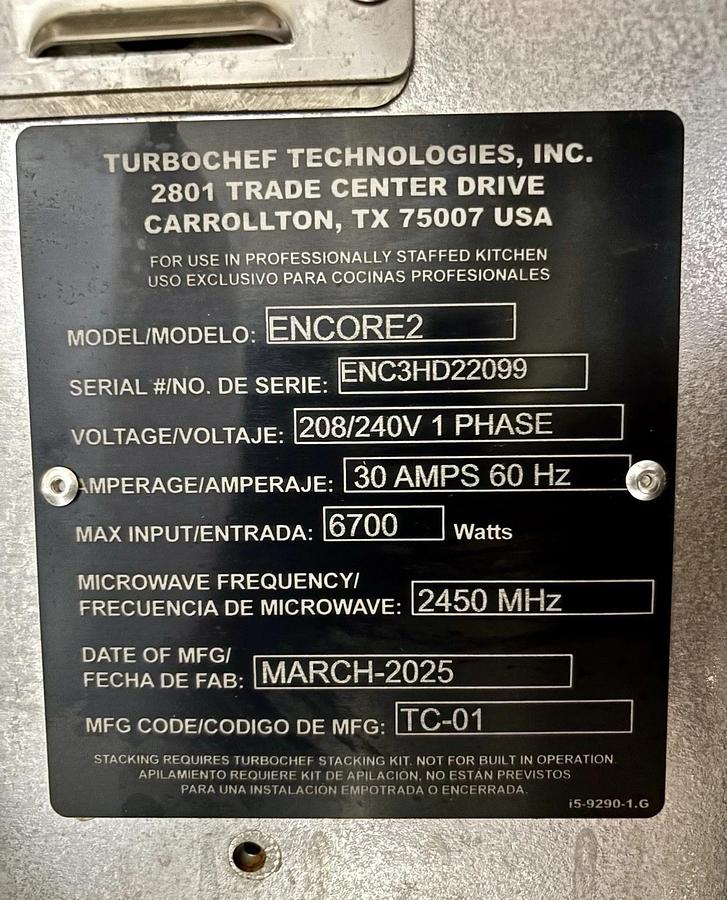 TURBOCHEF TECHNOLOGIES, INC.
2801 TRADE CENTER DRIVE
CARROLLTON, TX 75007 USA
FOR USE IN PROFESSIONALLY STAFFED KITCHEN
USO EXCLUSIVO PARA COCINAS PROFESIONALES
MODEL/MODELO: ENCORE2
SERIAL #/NO. DE SERIE: ENC3HD22099
VOLTAGE/VOLTAJE: 208/240V 1 PHASE
AMPERAGE/AMPERAJE: 30 AMPS 60 Hz
MAX INPUT/ENTRADA: 6700 Watts
MICROWAVE FREQUENCY/
FRECUENCIA DE MICROWAVE: 2450 MHz
DATE OF MFG/
FECHA DE FAB: MARCH-2025
MFG CODE/CODIGO DE MFG: TC-01
STACKING REQUIRES TURBOCHEF STACKING KIT. NOT FOR BUILT IN OPERATION.
APILAMIENTO REQUIERE KIT DE APILACIÓN, NO ESTÁN PREVISTOS
PARA UNA INSTALACIÓN EMPOTRADA O ENCERRADA.
i5-9290-1.G